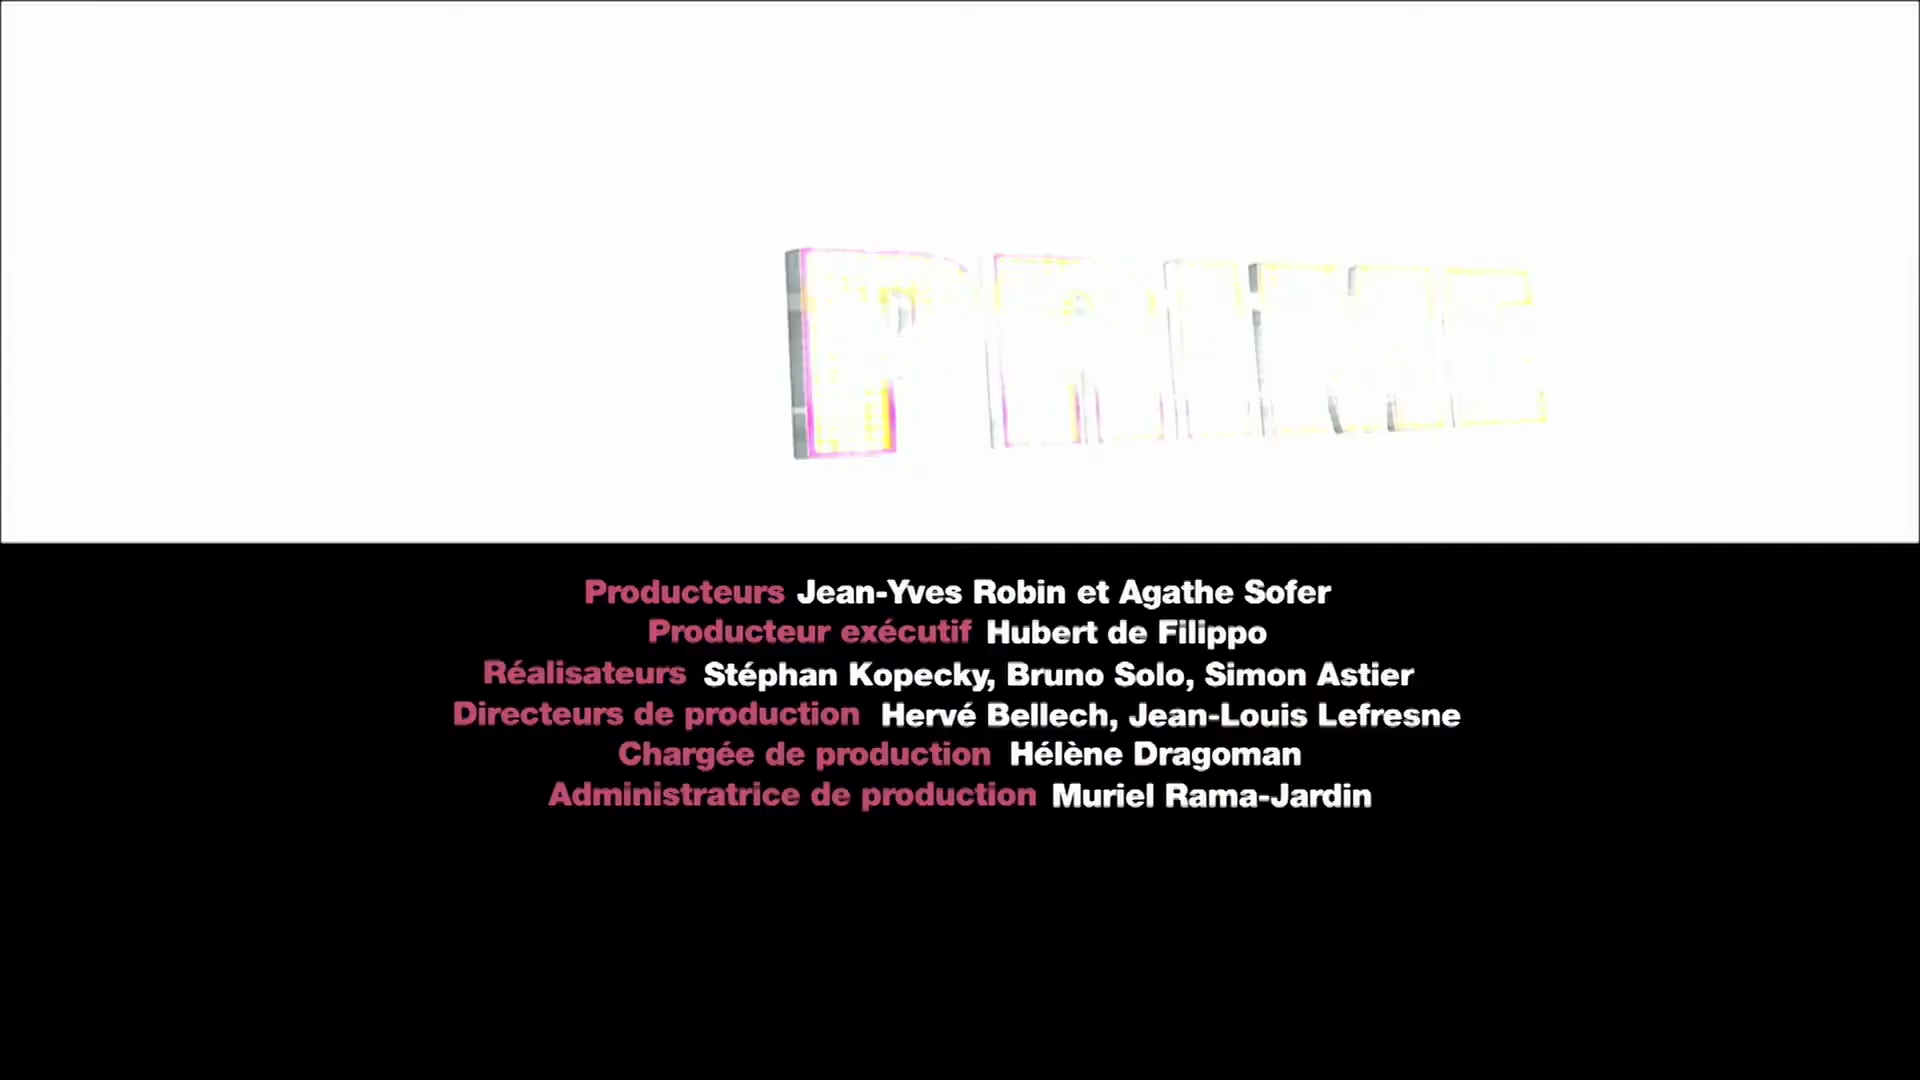 PRIME
Producteurs Jean-Yves Robin et Agathe Sofer
Producteur exécutif Hubert de Filippo
Réalisateurs Stéphan Kopecky, Bruno Solo, Simon Astier
Directeurs de production Hervé Bellech, Jean-Louis Lefresne
Chargée de production Hélène Dragoman
Administratrice de production Muriel Rama-Jardin